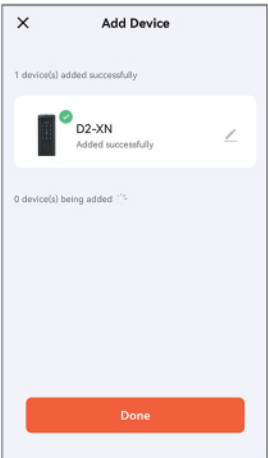 Add Device
1 device(s) added successfully
D2-XN
Added successfully
0 device(s) being added
Done